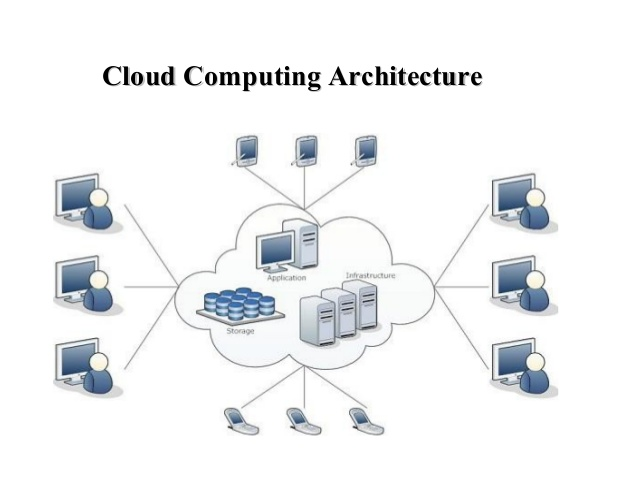 Cloud Computing Architecture
Application
Infrastructure
Storage